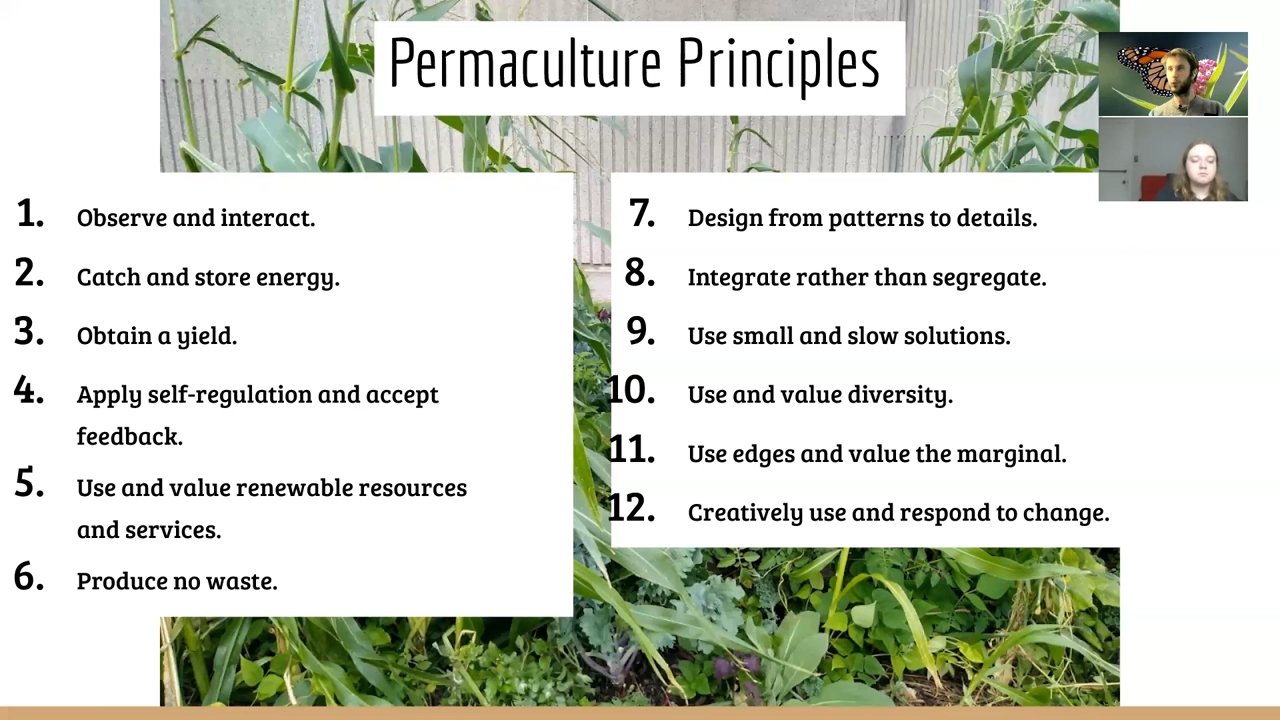 Permaculture Principles
1. Observe and interact.
2. Catch and store energy.
3. Obtain a yield.
4. Apply self-regulation and accept
feedback.
5. Use and value renewable resources
and services.
6. Produce no waste.
7. Design from patterns to details.
8. Integrate rather than segregate.
9. Use small and slow solutions.
10. Use and value diversity.
11. Use edges and value the marginal.
12. Creatively use and respond to change.